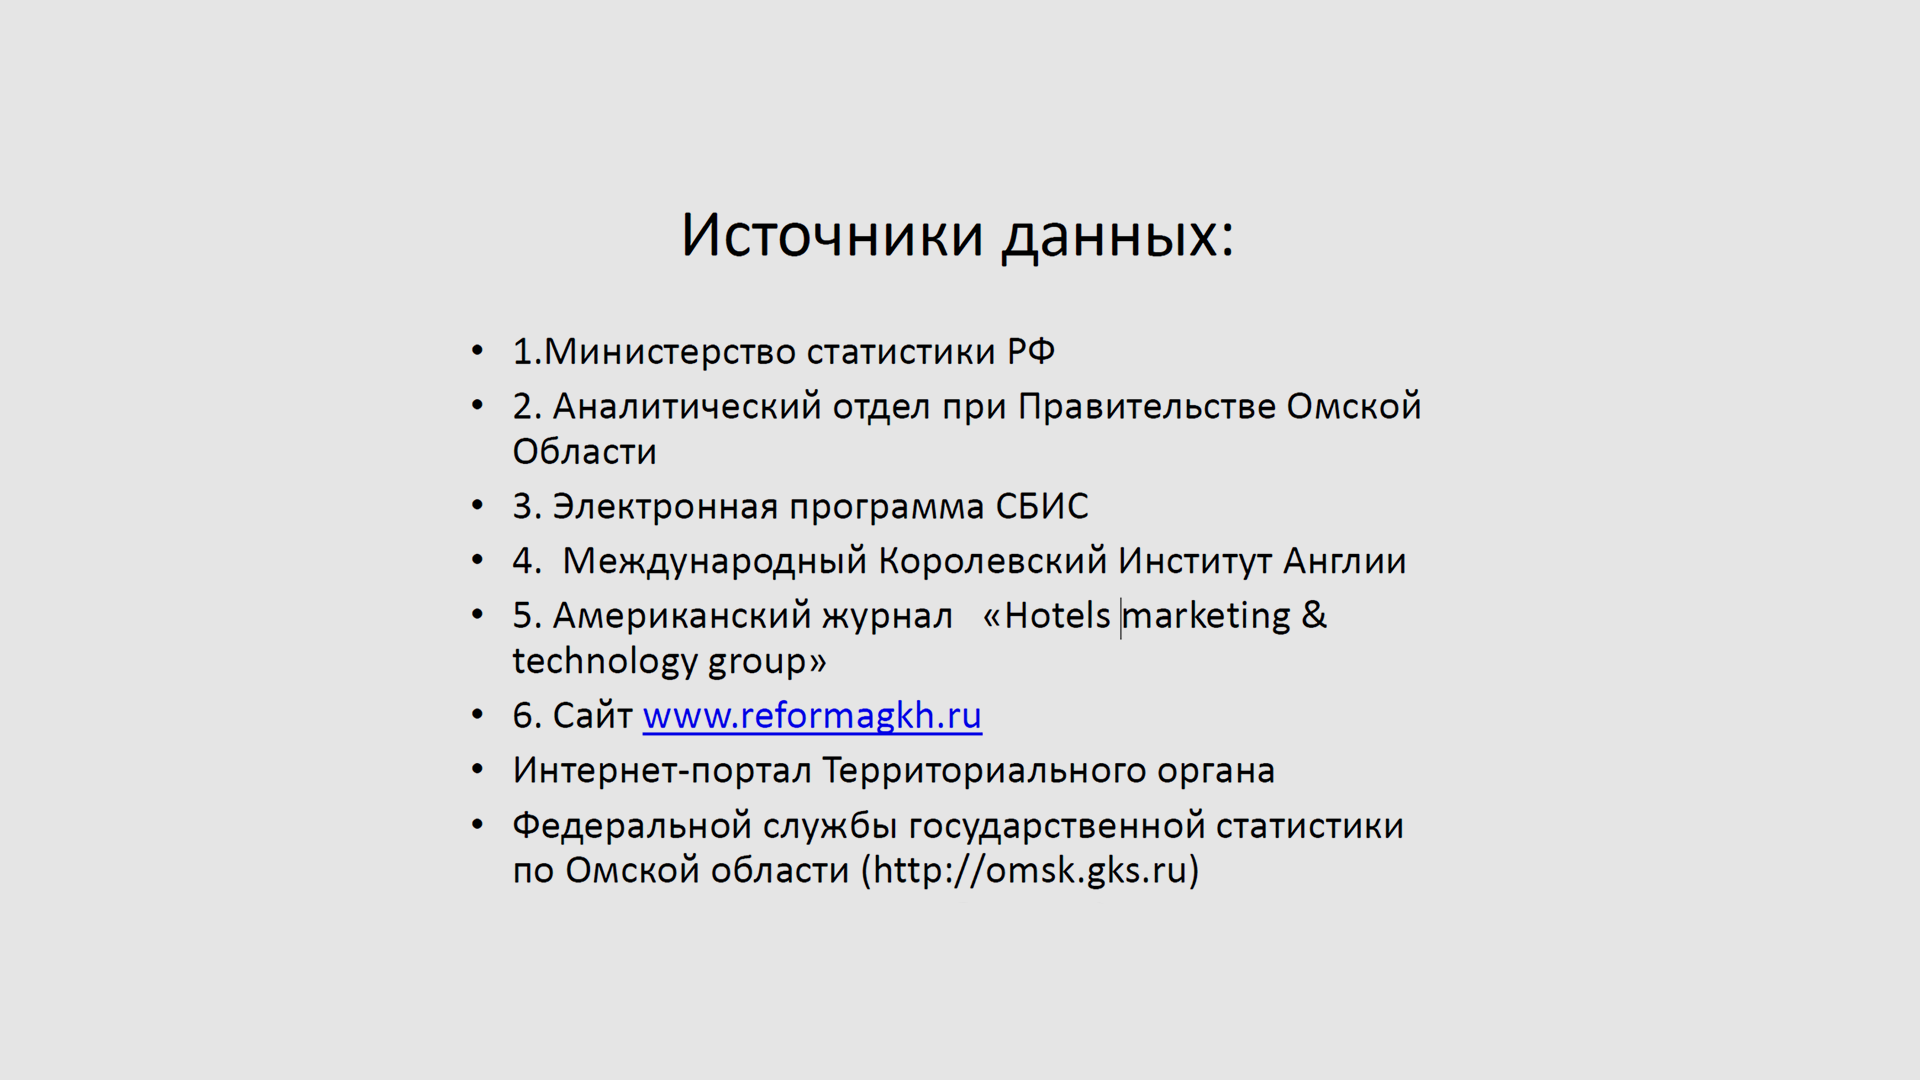 Источники данных:
• 1.Министерство статистики РФ
• 2. Аналитический отдел при Правительстве Омской
Области
• 3. Электронная программа СБИС
• 4.  Международный Королевский Институт Англии
• 5. Американский журнал   «Hotels marketing &
technology group»
• 6. Сайт www.reformagkh.ru
• Интернет-портал Территориального органа
• Федеральной службы государственной статистики
по Омской области (http://omsk.gks.ru)